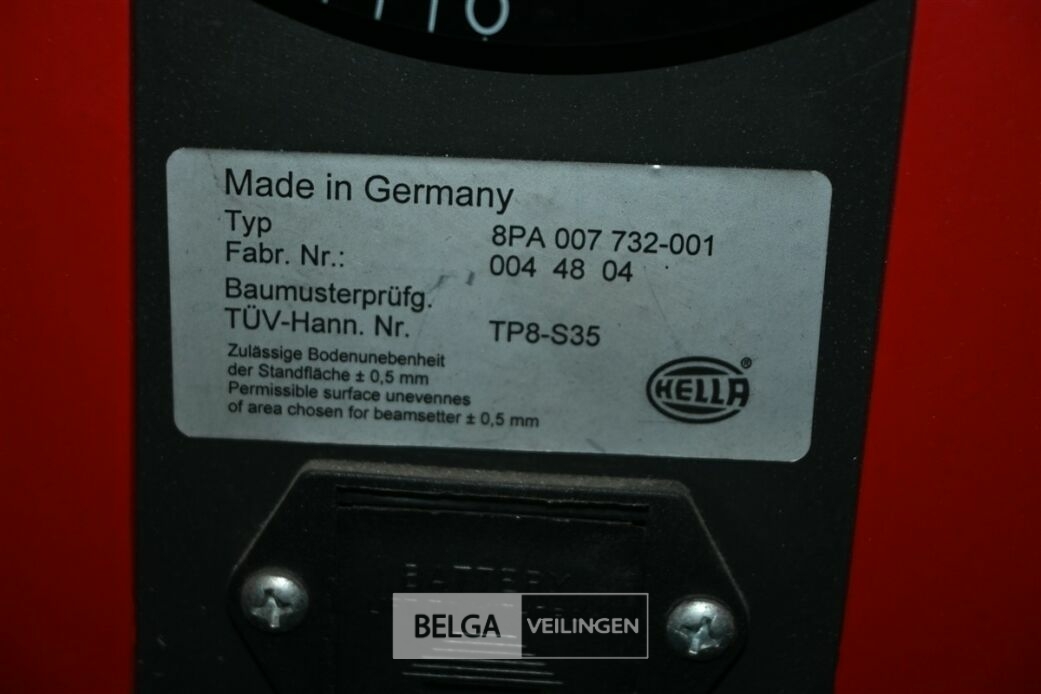 Made in Germany
Typ 8PA 007 732-001
Fabr. Nr.: 004 48 04
Baumusterprüfg.
TÜV-Hann. Nr. TP8-S35
Zulässige Bodenunebenheit
der Standfläche ± 0,5 mm
Permissible surface unevennes
of area chosen for beamsetter ± 0,5 mm
HELLA®
BATTERY
BELGA VEILINGEN